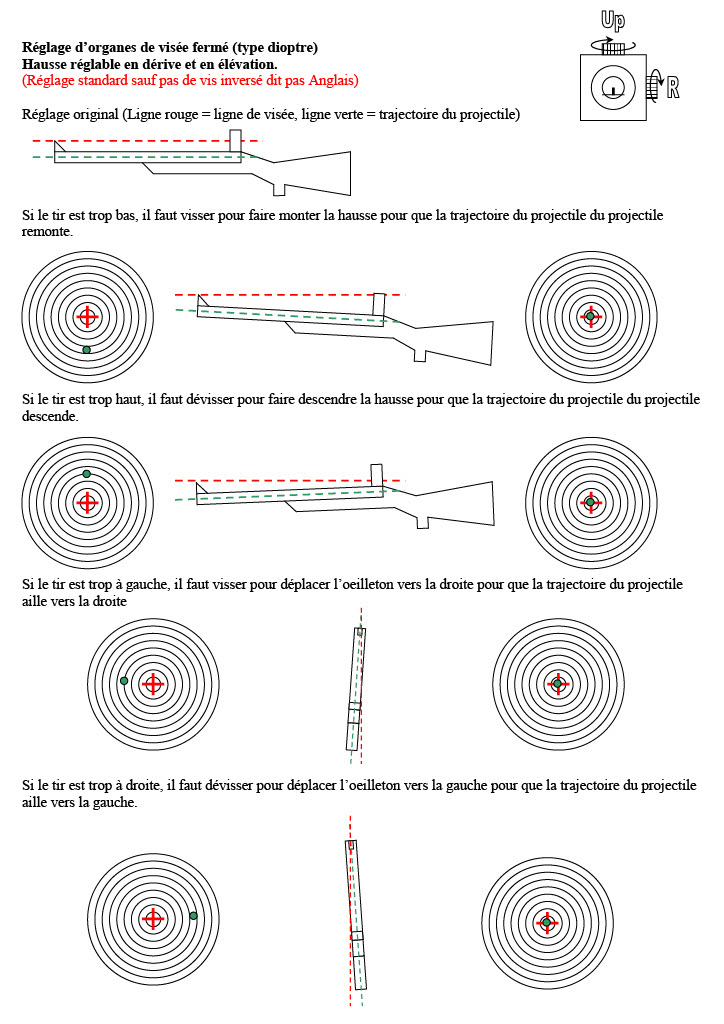 Up
Réglage d'organes de visée fermé (type dioptre)
Hausse réglable en dérive et en élévation.
(Réglage standard sauf pas de vis inversé dit pas Anglais)
R
Réglage original (Ligne rouge = ligne de visée, ligne verte = trajectoire du projectile)
Si le tir est trop bas, il faut visser pour faire monter la hausse pour que la trajectoire du projectile du projectile
remonte.
Si le tir est trop haut, il faut dévisser pour faire descendre la hausse pour que la trajectoire du projectile du projectile
descende.
Si le tir est trop à gauche, il faut visser pour déplacer l'oeilleton vers la droite pour que la trajectoire du projectile
aille vers la droite
Si le tir est trop à droite, il faut dévisser pour déplacer l'oeilleton vers la gauche pour que la trajectoire du projectile
aille vers la gauche.